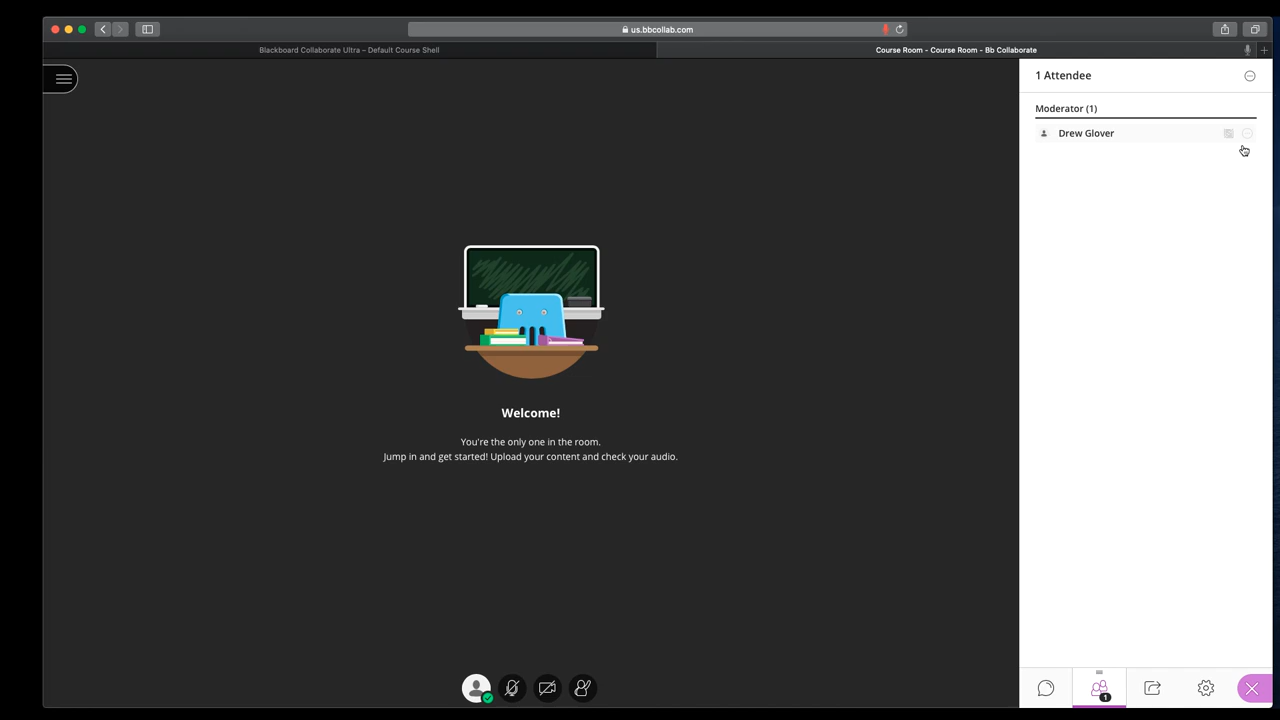 us.bbcollab.com
Blackboard Collaborate Ultra – Default Course Shell
Course Room - Course Room - Bb Collaborate
1 Attendee
Moderator (1)
Drew Glover
Welcome!
You're the only one in the room.
Jump in and get started! Upload your content and check your audio.
1